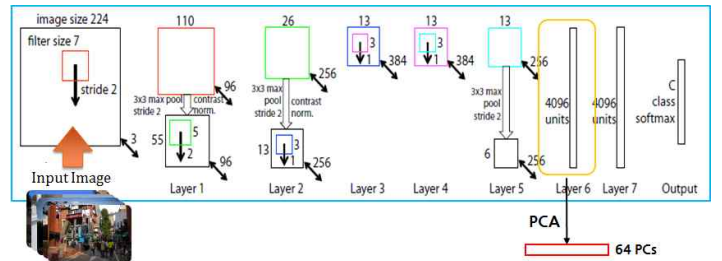 image size 224
filter size 7
stride 2
3
Input Image
110
96
3x3 max pool
stride 2
contrast
norm.
55
5
2
96
Layer 1
26
256
3x3 max
pool
stride 2
contrast
norm.
13
3
1
256
Layer 2
13
3
1
384
Layer 3
13
3
1
384
Layer 4
13
256
3x3 max
pool
stride 2
6
256
Layer 5
4096
units
Layer 6
4096
units
Layer 7
C
class
softmax
Output
PCA
64 PCs